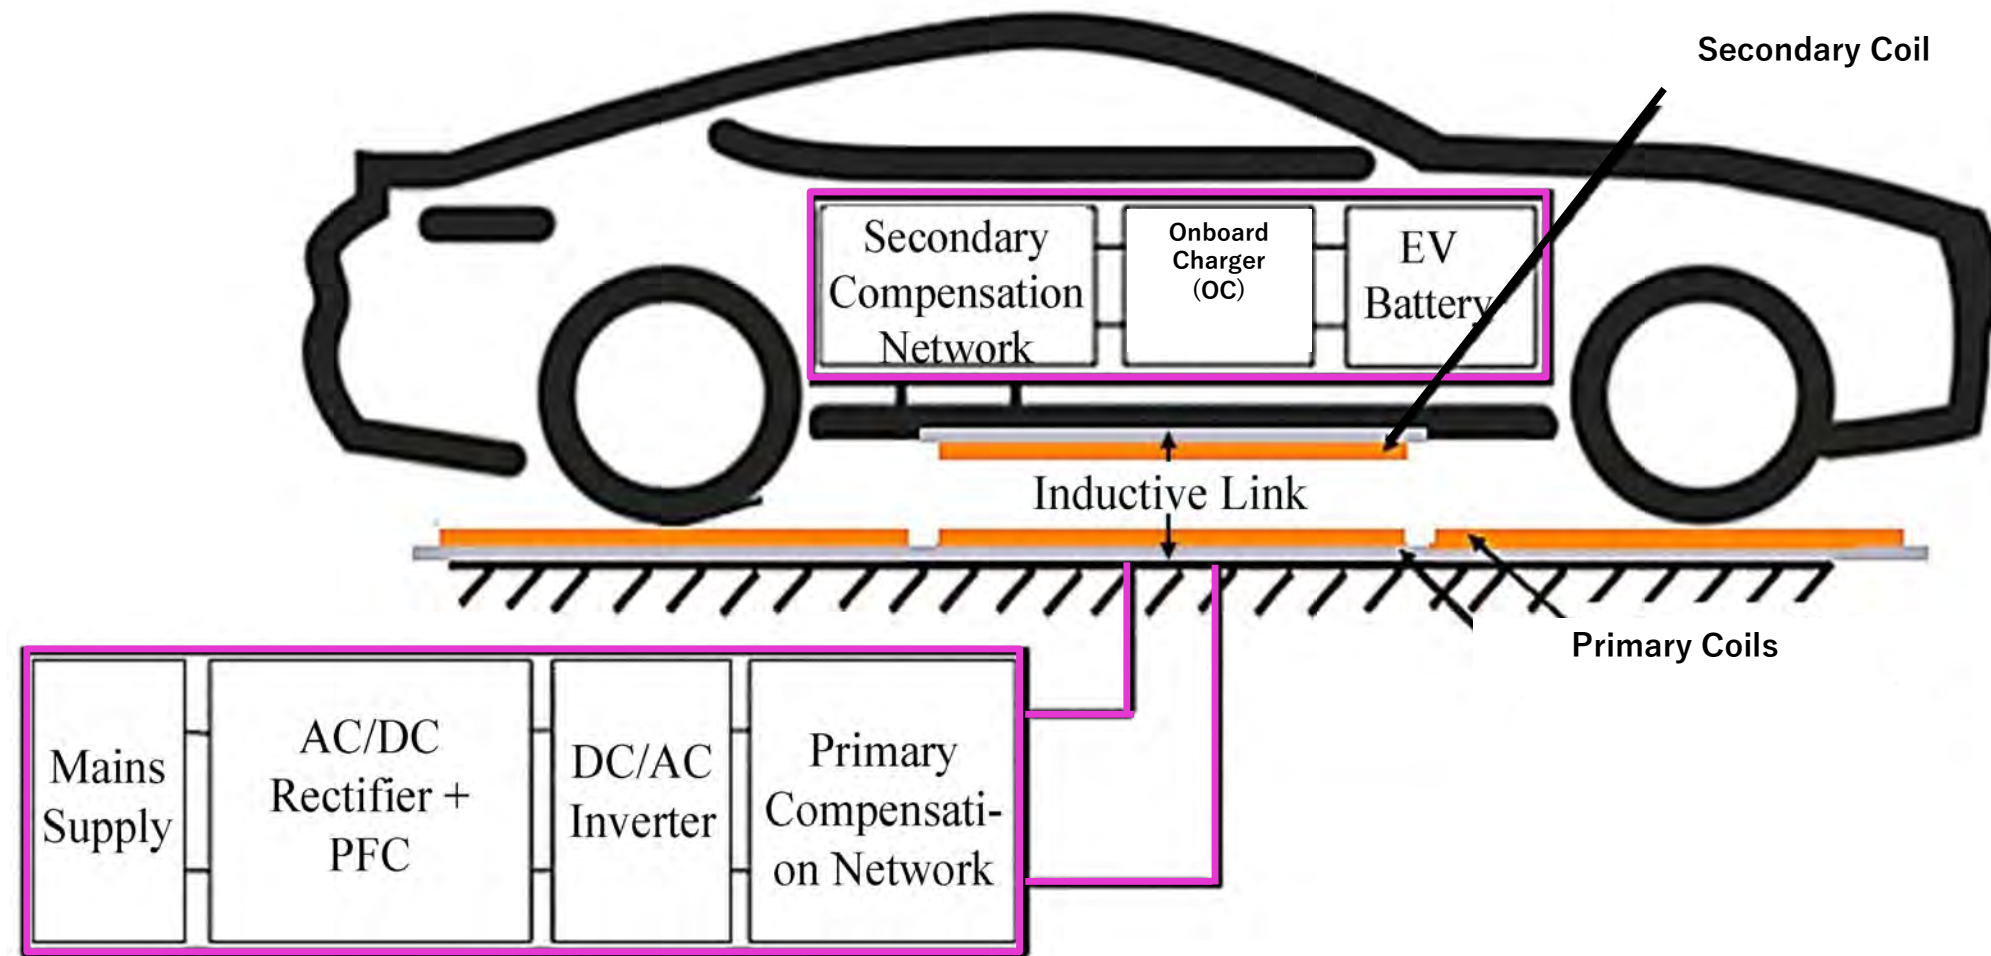 Secondary Coil
Secondary
Compensation
Network
Onboard
Charger
(OC)
EV
Battery
Inductive Link
Primary Coils
Mains
Supply
AC/DC
Rectifier +
PFC
DC/AC
Inverter
Primary
Compensati-
on Network